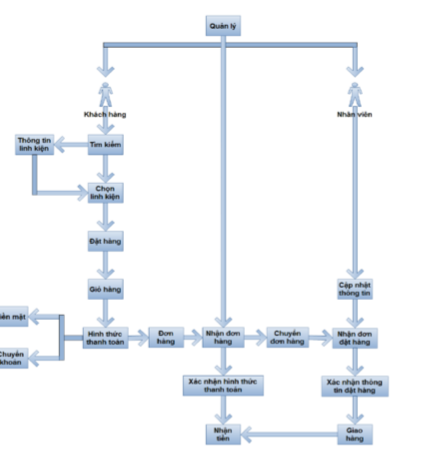 Quản lý
Khách hàng
Nhân viên
Thông tin
linh kiện
Tìm kiếm
Chọn
linh kiện
Đặt hàng
Giỏ hàng
Cập nhật
thông tin
iền mặt
Hình thức
thanh toán
Đơn
hàng
Nhận đơn
hàng
Chuyển
đơn hàng
Nhận đơn
đặt hàng
Chuyển
khoản
Xác nhận hình thức
thanh toán
Xác nhận thông
tin đặt hàng
Nhận
tiền
Giao
hàng